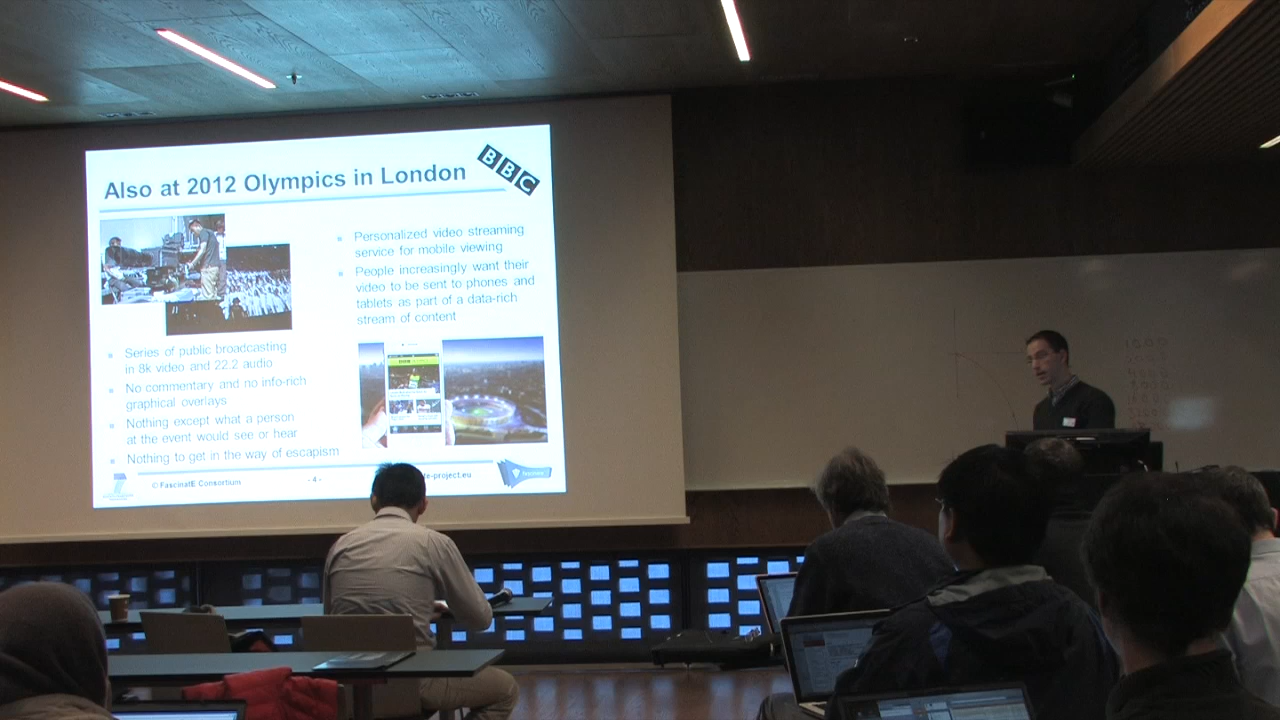 Also at 2012 Olympics in London
BBC
Personalized video streaming
service for mobile viewing
People increasingly want their
video to be sent to phones and
tablets as part of a data-rich
stream of content
Series of public broadcasting
in 8k video and 22.2 audio
No commentary and no info-rich
graphical overlays
Nothing except what a person
at the event would see or hear
Nothing to get in the way of escapism
© FascinatE Consortium
- 4 -
te-project.eu